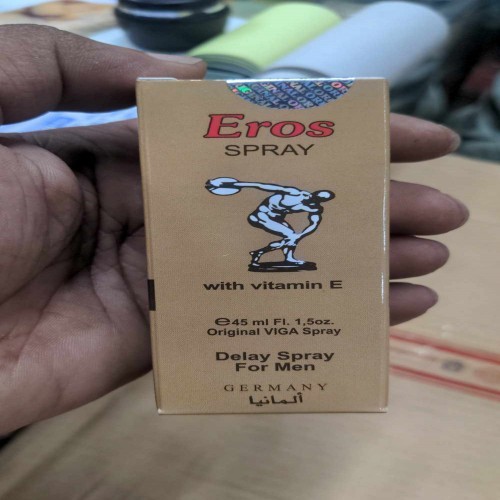 Eros
SPRAY
with vitamin E
℮45 ml Fl. 1,5oz.
Original VIGA Spray
Delay Spray
For Men
GERMANY
ألمانيا